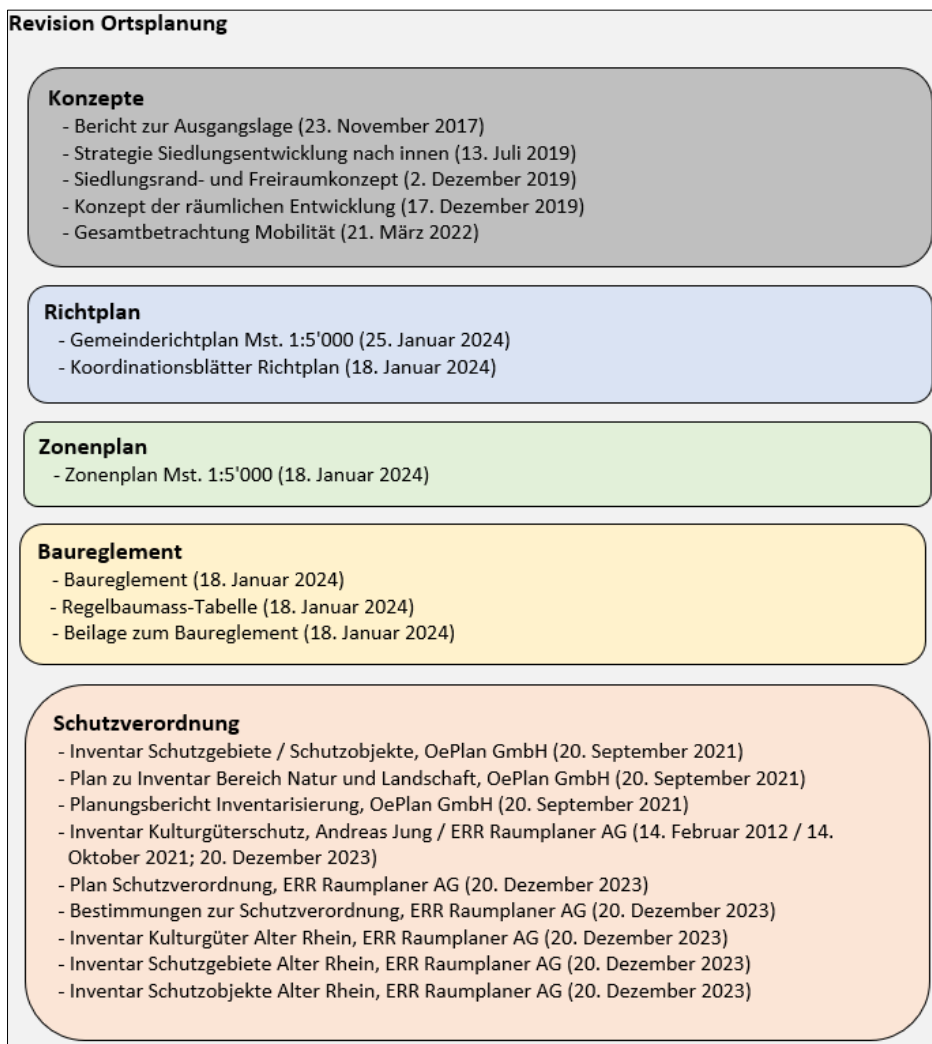 Revision Ortsplanung
Konzepte
- Bericht zur Ausgangslage (23. November 2017)
- Strategie Siedlungsentwicklung nach innen (13. Juli 2019)
- Siedlungsrand- und Freiraumkonzept (2. Dezember 2019)
- Konzept der räumlichen Entwicklung (17. Dezember 2019)
- Gesamtbetrachtung Mobilität (21. März 2022)
Richtplan
- Gemeinderichtplan Mst. 1:5'000 (25. Januar 2024)
- Koordinationsblätter Richtplan (18. Januar 2024)
Zonenplan
- Zonenplan Mst. 1:5'000 (18. Januar 2024)
Baureglement
- Baureglement (18. Januar 2024)
- Regelbaumass-Tabelle (18. Januar 2024)
- Beilage zum Baureglement (18. Januar 2024)
Schutzverordnung
- Inventar Schutzgebiete / Schutzobjekte, OePlan GmbH (20. September 2021)
- Plan zu Inventar Bereich Natur und Landschaft, OePlan GmbH (20. September 2021)
- Planungsbericht Inventarisierung, OePlan GmbH (20. September 2021)
- Inventar Kulturgüterschutz, Andreas Jung / ERR Raumplaner AG (14. Februar 2012 / 14.
Oktober 2021; 20. Dezember 2023)
- Plan Schutzverordnung, ERR Raumplaner AG (20. Dezember 2023)
- Bestimmungen zur Schutzverordnung, ERR Raumplaner AG (20. Dezember 2023)
- Inventar Kulturgüter Alter Rhein, ERR Raumplaner AG (20. Dezember 2023)
- Inventar Schutzgebiete Alter Rhein, ERR Raumplaner AG (20. Dezember 2023)
- Inventar Schutzobjekte Alter Rhein, ERR Raumplaner AG (20. Dezember 2023)